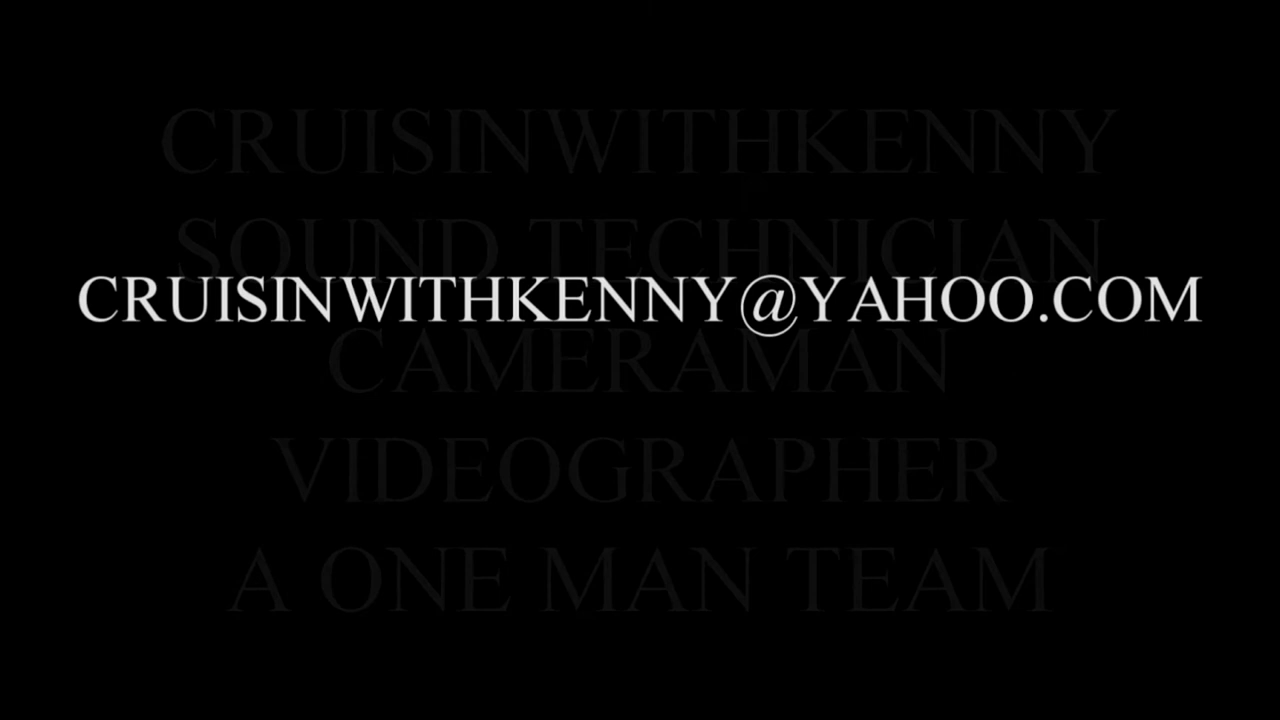 CRUISINWITHKENNY
SOUND TECHNICIAN
CRUISINWITHKENNY@YAHOO.COM
CAMERAMAN
VIDEOGRAPHER
A ONE MAN TEAM